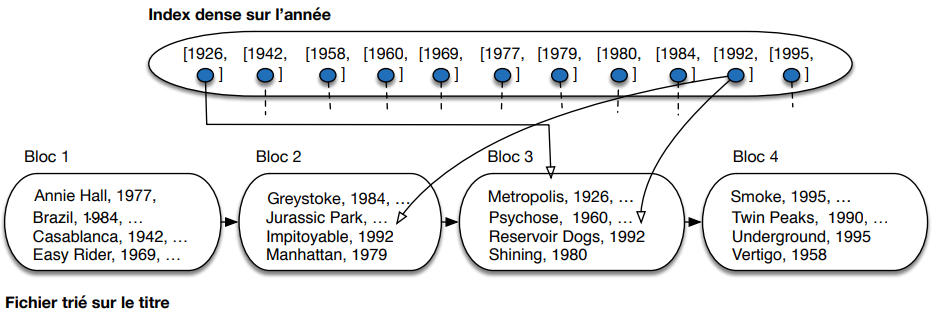 Index dense sur l’année
[1926, [1942, [1958, [1960, [1969, [1977, [1979, [1980, [1984, [1992, [1995,
] ] ] ] ] ] ] ] ] ] ]
Bloc 1
Annie Hall, 1977,
Brazil, 1984, …
Casablanca, 1942, …
Easy Rider, 1969, …
Bloc 2
Greystoke, 1984, …
Jurassic Park, …
Impitoyable, 1992
Manhattan, 1979
Bloc 3
Metropolis, 1926, …
Psychose, 1960, …
Reservoir Dogs, 1992
Shining, 1980
Bloc 4
Smoke, 1995, …
Twin Peaks, 1990, …
Underground, 1995
Vertigo, 1958
Fichier trié sur le titre